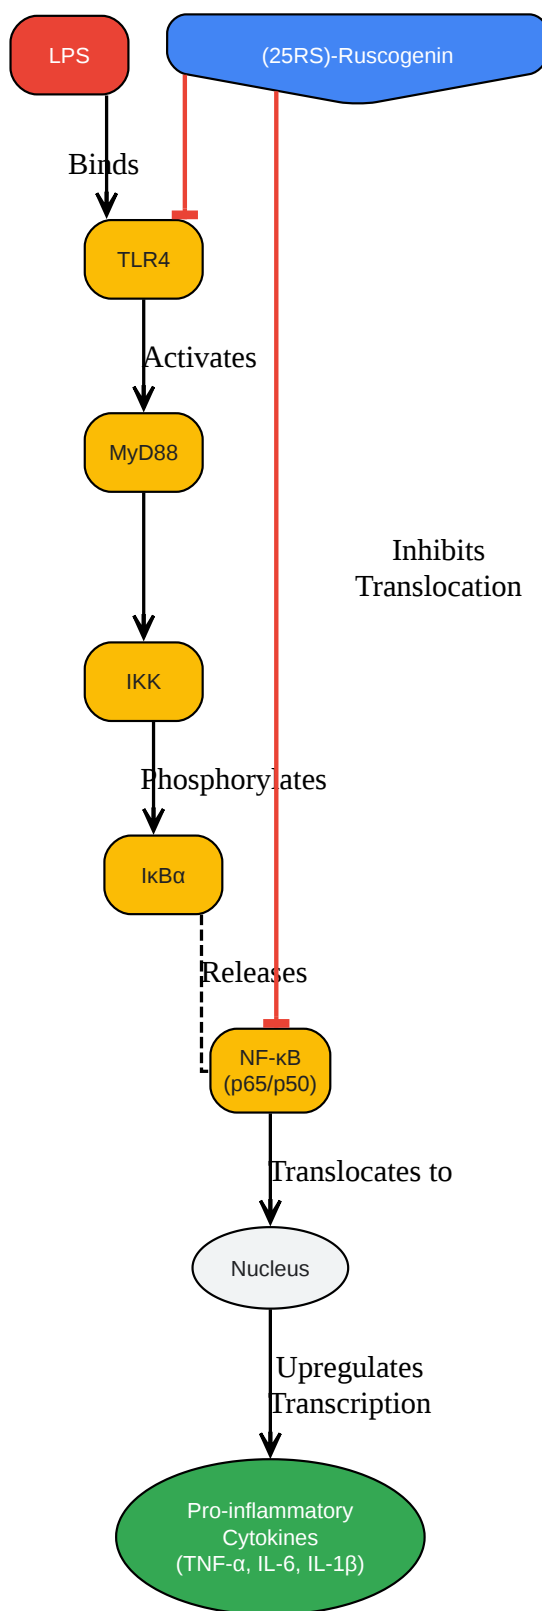 LPS
(25RS)-Ruscogenin
Binds
TLR4
Activates
MyD88
Inhibits
Translocation
IKK
Phosphorylates
IκBα
Releases
NF-κB
(p65/p50)
Translocates to
Nucleus
Upregulates
Transcription
Pro-inflammatory
Cytokines
(TNF-α, IL-6, IL-1β)